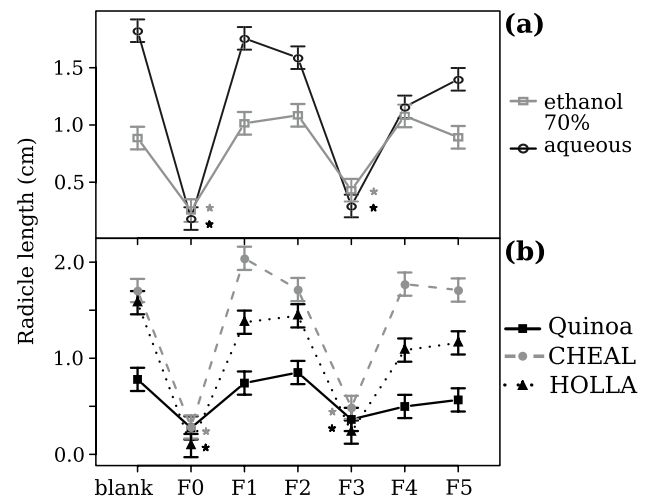 (a)
1.5
1.0
0.5
ethanol
70%
aqueous
Radicle length (cm)
(b)
2.0
1.0
0.0
Quinoa
CHEAL
HOLLA
blank F0 F1 F2 F3 F4 F5